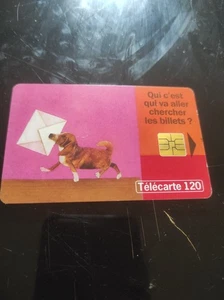 Qui c'est
qui va aller
chercher
les billets ?
Télécarte 120